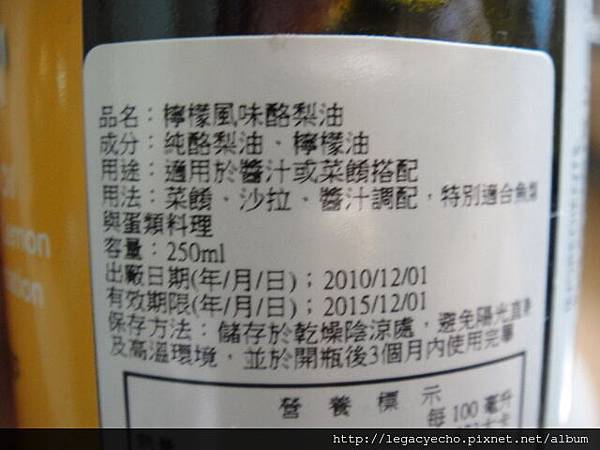 品名：檸檬風味酪梨油
成分：純酪梨油、檸檬油
用途：適用於醬汁或菜餚搭配
用法：菜餚、沙拉、醬汁調配，特別適合魚類
與蛋類料理
容量：250ml
出廠日期(年/月/日)；2010/12/01
有效期限(年/月/日)；2015/12/01
保存方法：儲存於乾燥陰涼處，避免陽光直
及高溫環境，並於開瓶後3個月內使用完畢
營養標示
每 100 毫升
emon
http://legacyecho.pixnet.net/album